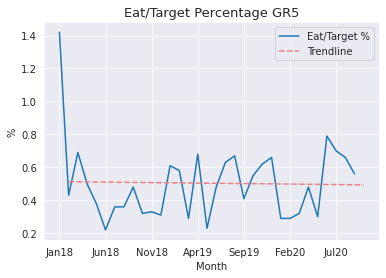 Eat/Target Percentage GR5
Eat/Target %
Trendline
%
1.4
1.2
1.0
0.8
0.6
0.4
0.2
Jan18 Jun18 Nov18 Apr19 Sep19 Feb20 Jul20
Month